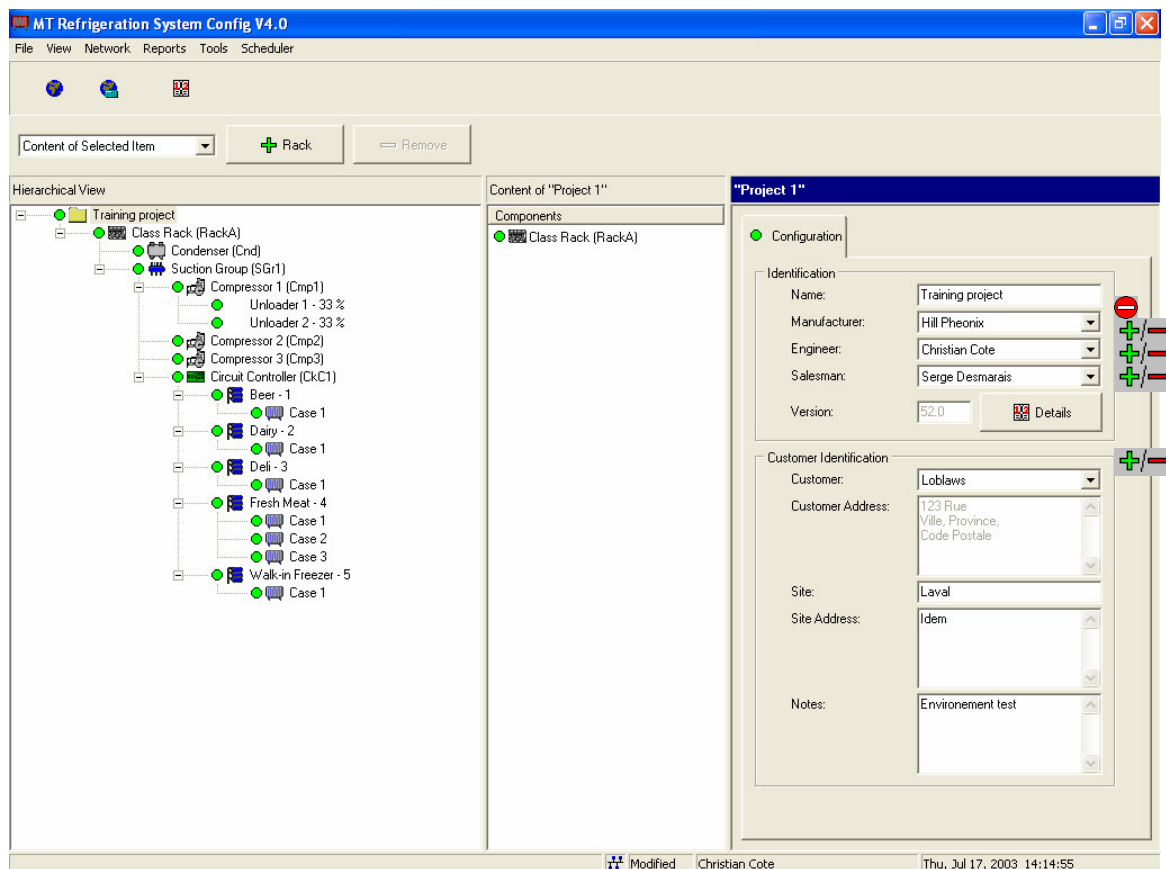 MT Refrigeration System Config V4.0
File View Network Reports Tools Scheduler
Content of Selected Item
Rack
Remove
Hierarchical View
Training project
Class Rack (RackA)
Condenser (Cnd)
Suction Group (SGr1)
Compressor 1 (Cmp1)
Unloader 1 - 33 %
Unloader 2 - 33 %
Compressor 2 (Cmp2)
Compressor 3 (Cmp3)
Circuit Controller (CkC1)
Beer - 1
Case 1
Dairy - 2
Case 1
Deli - 3
Case 1
Fresh Meat - 4
Case 1
Case 2
Case 3
Walk-in Freezer - 5
Case 1
Content of "Project 1"
Components
Class Rack (RackA)
"Project 1"
Configuration
Identification
Name: Training project
Manufacturer: Hill Pheonix
Engineer: Christian Cote
Salesman: Serge Desmarais
Version: 52.0 Details
Customer Identification
Customer: Loblaws
Customer Address: 123 Rue
Ville, Province,
Code Postale
Site: Laval
Site Address: Idem
Notes: Environement test
Modified Christian Cote Thu, Jul 17, 2003 14:14:55